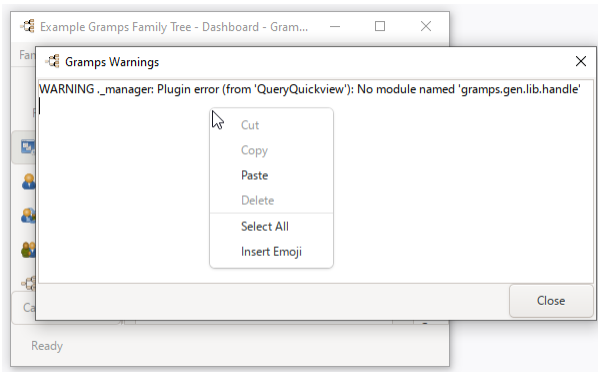 Example Gramps Family Tree - Dashboard - Gram...
Gramps Warnings
WARNING ._manager: Plugin error (from 'QueryQuickview'): No module named 'gramps.gen.lib.handle'
Cut
Copy
Paste
Delete
Select All
Insert Emoji
Close
Ready